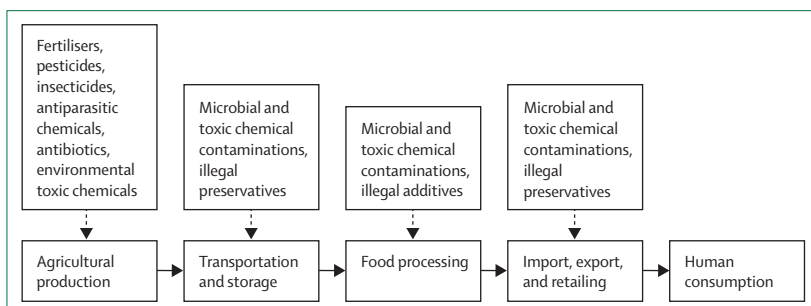 Fertilisers,
pesticides,
insecticides,
antiparasitic
chemicals,
antibiotics,
environmental
toxic chemicals
Microbial and
toxic chemical
contaminations,
illegal
preservatives
Microbial and
toxic chemical
contaminations,
illegal additives
Microbial and
toxic chemical
contaminations,
illegal
preservatives
Agricultural
production
Transportation
and storage
Food processing
Import, export,
and retailing
Human
consumption